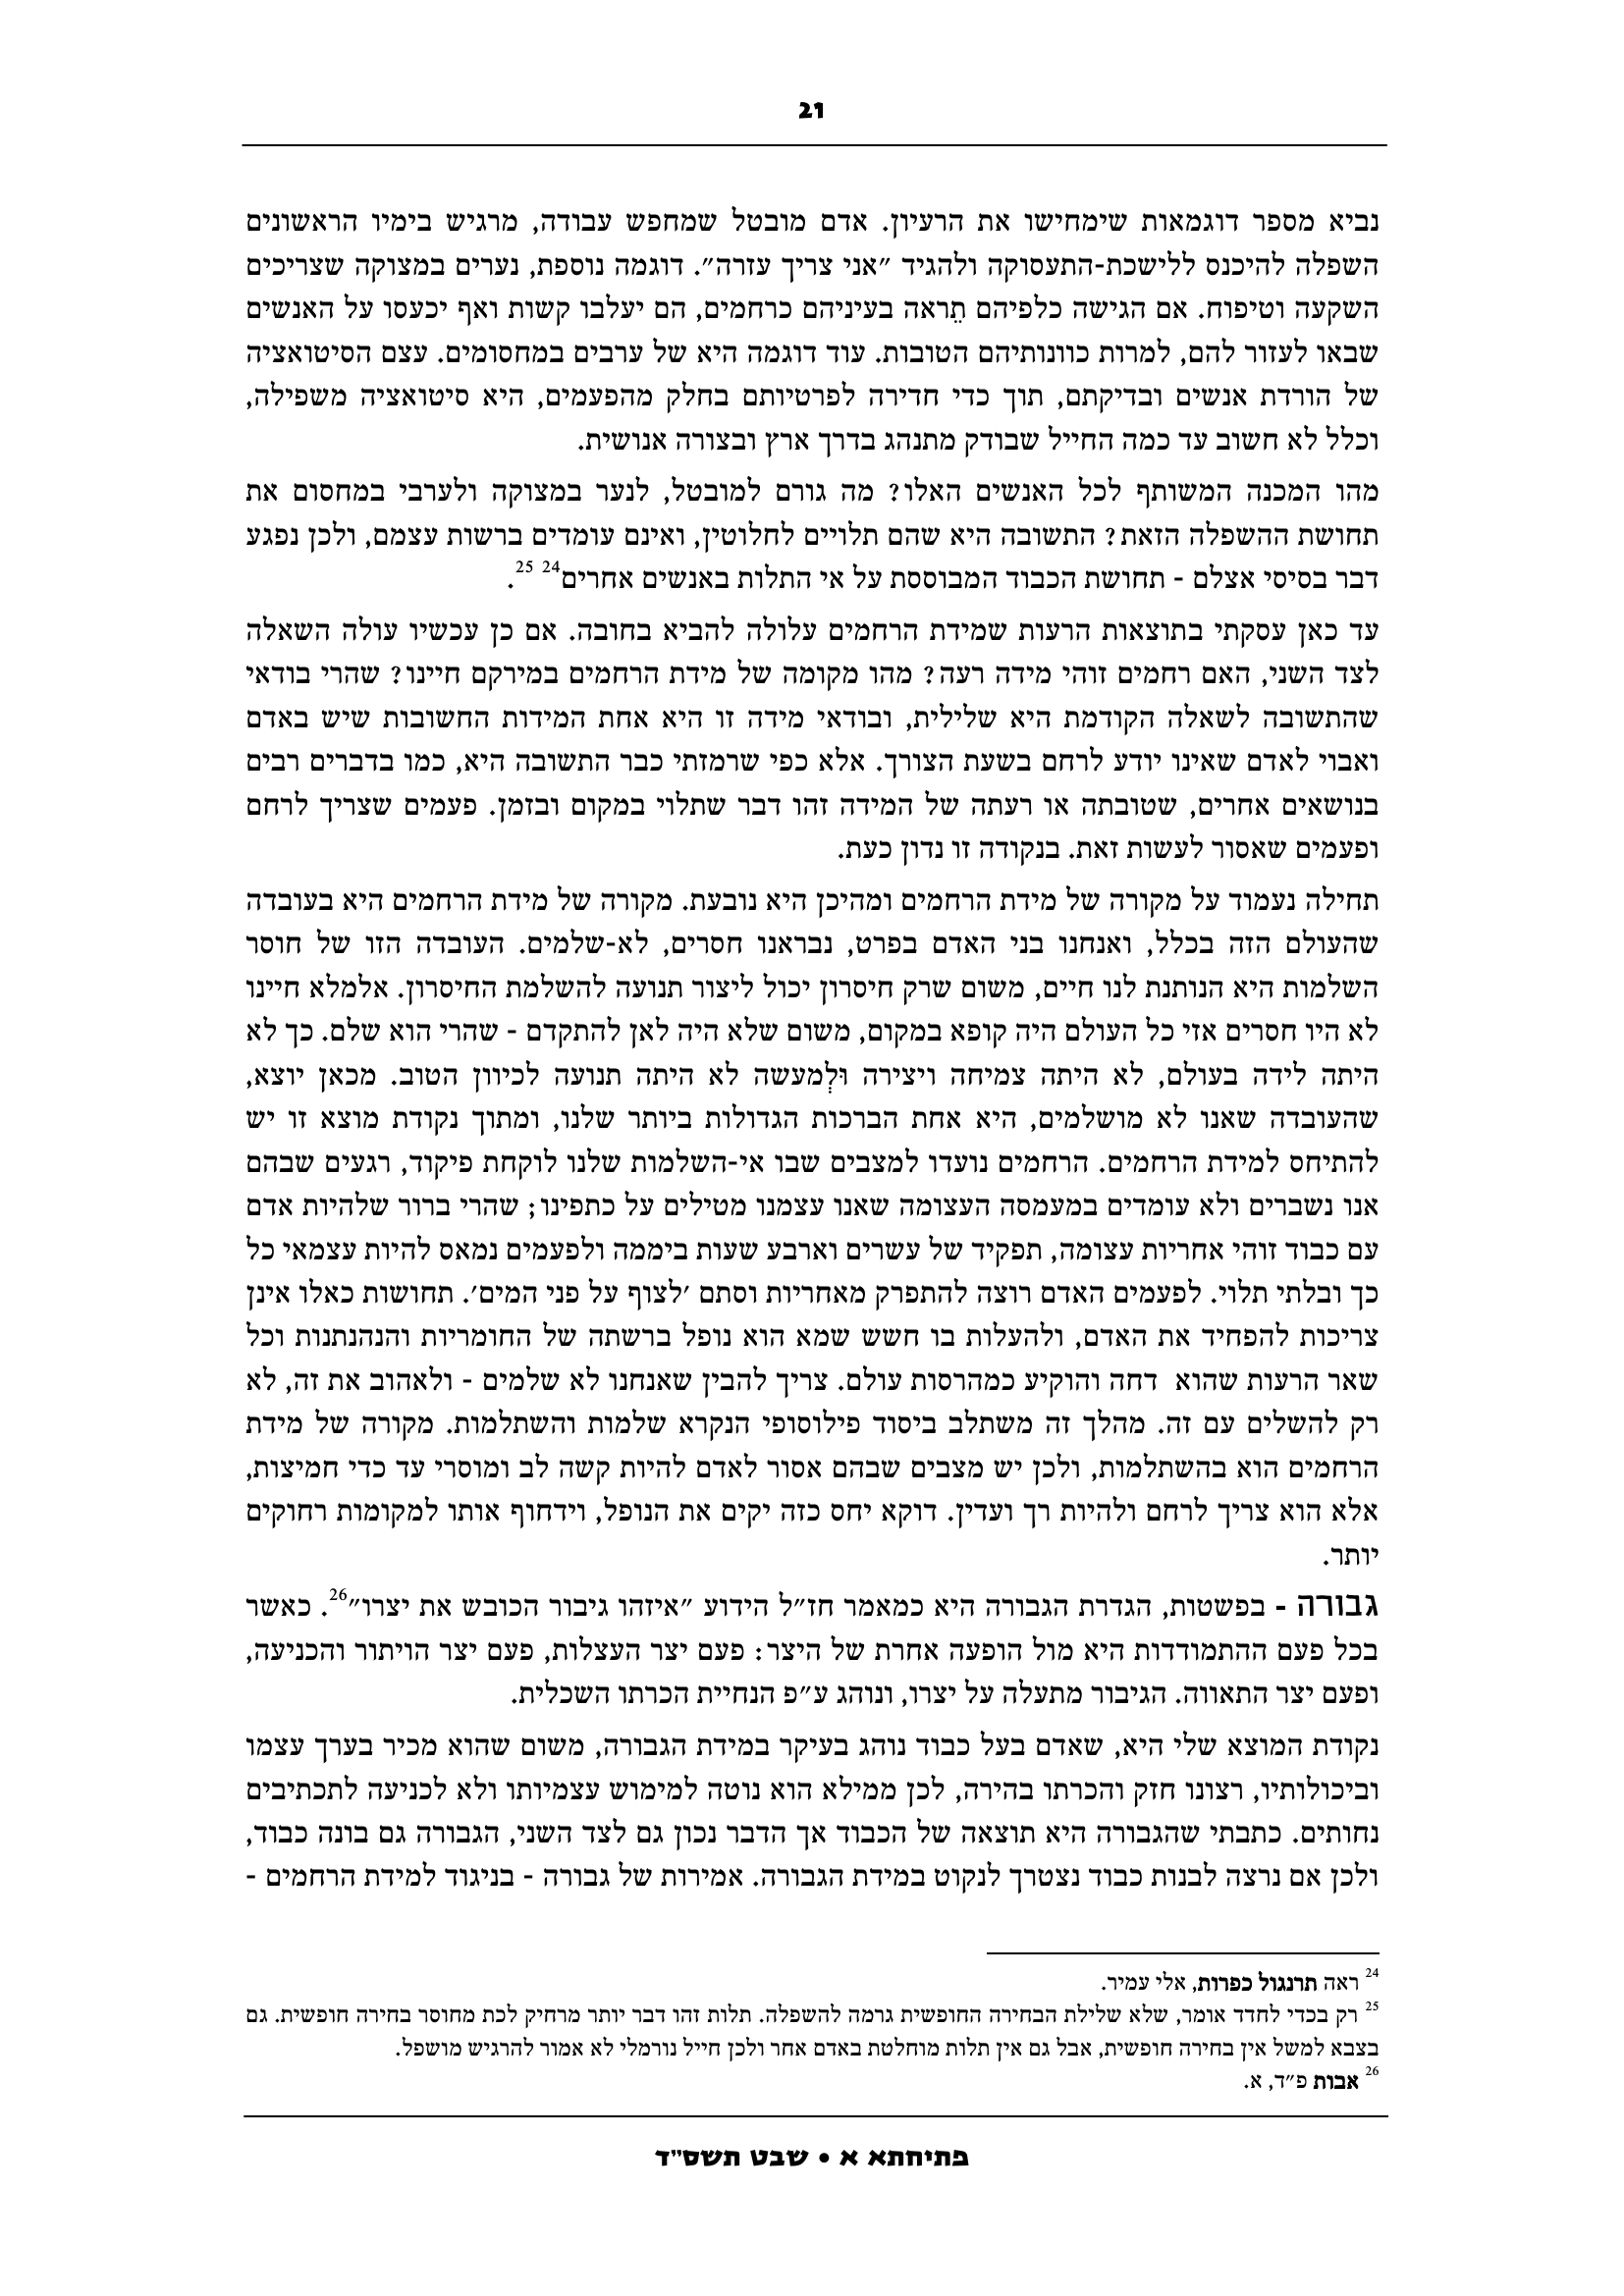 21
נביא מספר דוגמאות שימחישו את הרעיון. אדם מובטל שמחפש עבודה, מרגיש בימיו הראשונים
השפלה להיכנס ללישכת-התעסוקה ולהגיד "אני צריך עזרה". דוגמה נוספת, נערים במצוקה שצריכים
השקעה וטיפוח. אם הגישה כלפיהם תֵראה בעיניהם כרחמים, הם יעלבו קשות ואף יכעסו על האנשים
שבאו לעזור להם, למרות כוונותיהם הטובות. עוד דוגמה היא של ערבים במחסומים. עצם הסיטואציה
של הורדת אנשים ובדיקתם, תוך כדי חדירה לפרטיותם בחלק מהפעמים, היא סיטואציה משפילה,
וכלל לא חשוב עד כמה החייל שבודק מתנהג בדרך ארץ ובצורה אנושית.
מהו המכנה המשותף לכל האנשים האלו? מה גורם למובטל, לנער במצוקה ולערבי במחסום את
תחושת ההשפלה הזאת? התשובה היא שהם תלויים לחלוטין, ואינם עומדים ברשות עצמם, ולכן נפגע
דבר בסיסי אצלם - תחושת הכבוד המבוססת על אי התלות באנשים אחרים24 25.
עד כאן עסקתי בתוצאות הרעות שמידת הרחמים עלולה להביא בחובה. אם כן עכשיו עולה השאלה
לצד השני, האם רחמים זוהי מידה רעה? מהו מקומה של מידת הרחמים במירקם חיינו? שהרי בודאי
שהתשובה לשאלה הקודמת היא שלילית, ובודאי מידה זו היא אחת המידות החשובות שיש באדם
ואבוי לאדם שאינו יודע לרחם בשעת הצורך. אלא כפי שרמזתי כבר התשובה היא, כמו בדברים רבים
בנושאים אחרים, שטובתה או רעתה של המידה זהו דבר שתלוי במקום ובזמן. פעמים שצריך לרחם
ופעמים שאסור לעשות זאת. בנקודה זו נדון כעת.
תחילה נעמוד על מקורה של מידת הרחמים ומהיכן היא נובעת. מקורה של מידת הרחמים היא בעובדה
שהעולם הזה בכלל, ואנחנו בני האדם בפרט, נבראנו חסרים, לא-שלמים. העובדה הזו של חוסר
השלמות היא הנותנת לנו חיים, משום שרק חיסרון יכול ליצור תנועה להשלמת החיסרון. אלמלא חיינו
לא היו חסרים אזי כל העולם היה קופא במקום, משום שלא היה לאן להתקדם - שהרי הוא שלם. כך לא
היתה לידה בעולם, לא היתה צמיחה ויצירה וּלְמעשה לא היתה תנועה לכיוון הטוב. מכאן יוצא,
שהעובדה שאנו לא מושלמים, היא אחת הברכות הגדולות ביותר שלנו, ומתוך נקודת מוצא זו יש
להתיחס למידת הרחמים. הרחמים נועדו למצבים שבו אי-השלמות שלנו לוקחת פיקוד, רגעים שבהם
אנו נשברים ולא עומדים במעמסה העצומה שאנו עצמנו מטילים על כתפינו; שהרי ברור שלהיות אדם
עם כבוד זוהי אחריות עצומה, תפקיד של עשרים וארבע שעות ביממה ולפעמים נמאס להיות עצמאי כל
כך ובלתי תלוי. לפעמים האדם רוצה להתפרק מאחריות וסתם 'לצוף על פני המים'. תחושות כאלו אינן
צריכות להפחיד את האדם, ולהעלות בו חשש שמא הוא נופל ברשתה של החומריות והנהנתנות וכל
שאר הרעות שהוא  דחה והוקיע כמהרסות עולם. צריך להבין שאנחנו לא שלמים - ולאהוב את זה, לא
רק להשלים עם זה. מהלך זה משתלב ביסוד פילוסופי הנקרא שלמות והשתלמות. מקורה של מידת
הרחמים הוא בהשתלמות, ולכן יש מצבים שבהם אסור לאדם להיות קשה לב ומוסרי עד כדי חמיצות,
אלא הוא צריך לרחם ולהיות רך ועדין. דוקא יחס כזה יקים את הנופל, וידחוף אותו למקומות רחוקים
יותר.
גבורה - בפשטות, הגדרת הגבורה היא כמאמר חז"ל הידוע "איזהו גיבור הכובש את יצרו"26. כאשר
בכל פעם ההתמודדות היא מול הופעה אחרת של היצר: פעם יצר העצלות, פעם יצר הויתור והכניעה,
ופעם יצר התאווה. הגיבור מתעלה על יצרו, ונוהג ע"פ הנחיית הכרתו השכלית.
נקודת המוצא שלי היא, שאדם בעל כבוד נוהג בעיקר במידת הגבורה, משום שהוא מכיר בערך עצמו
וביכולותיו, רצונו חזק והכרתו בהירה, לכן ממילא הוא נוטה למימוש עצמיותו ולא לכניעה לתכתיבים
נחותים. כתבתי שהגבורה היא תוצאה של הכבוד אך הדבר נכון גם לצד השני, הגבורה גם בונה כבוד,
ולכן אם נרצה לבנות כבוד נצטרך לנקוט במידת הגבורה. אמירות של גבורה - בניגוד למידת הרחמים -
24 ראה תרנגול כפרות, אלי עמיר.
25 רק בכדי לחדד אומר, שלא שלילת הבחירה החופשית גרמה להשפלה. תלות זהו דבר יותר מרחיק לכת מחוסר בחירה חופשית. גם
בצבא למשל אין בחירה חופשית, אבל גם אין תלות מוחלטת באדם אחר ולכן חייל נורמלי לא אמור להרגיש מושפל.
26 אבות פ"ד, א.
פתיחתא א • שבט תשס"ד